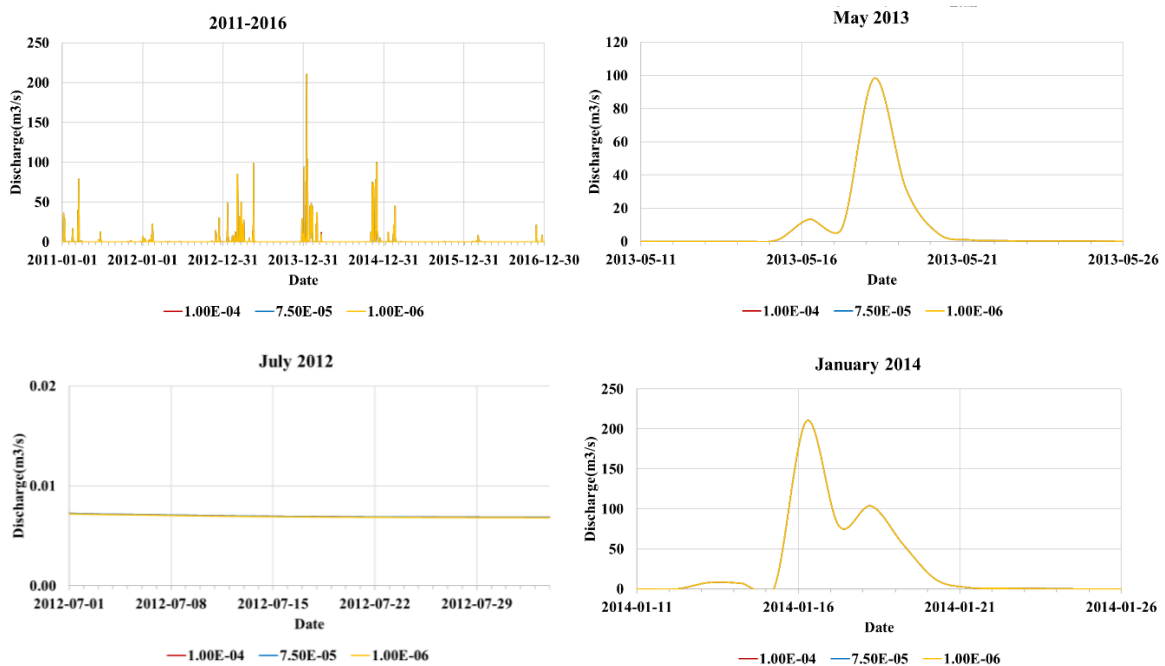 2011-2016
250
200
150
100
50
0
Discharge(m3/s)
2011-01-01 2012-01-01 2012-12-31 2013-12-31 2014-12-31 2015-12-31 2016-12-30
Date
1.00E-04 7.50E-05 1.00E-06
May 2013
120
100
80
60
40
20
0
Discharge(m3/s)
2013-05-11 2013-05-16 2013-05-21 2013-05-26
Date
1.00E-04 7.50E-05 1.00E-06
July 2012
0.02
0.01
0.00
Discharge(m3/s)
2012-07-01 2012-07-08 2012-07-15 2012-07-22 2012-07-29
Date
1.00E-04 7.50E-05 1.00E-06
January 2014
250
200
150
100
50
0
Discharge(m3/s)
2014-01-11 2014-01-16 2014-01-21 2014-01-26
Date
1.00E-04 7.50E-05 1.00E-06